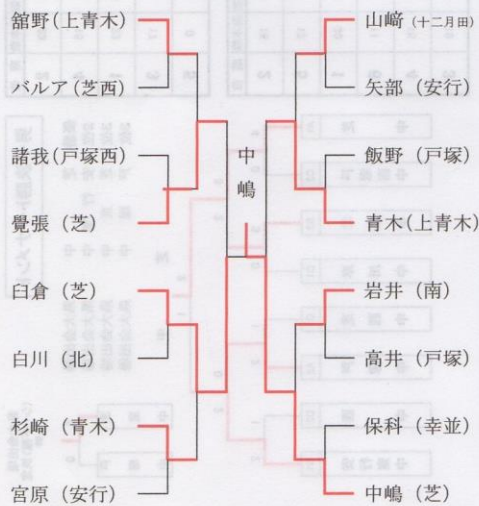 舘野(上青木)
バルア(芝西)
諸我(戸塚西)
覺張(芝)
臼倉(芝)
白川(北)
杉崎(青木)
宮原(安行)
中嶋
山﨑(十二月田)
矢部(安行)
飯野(戸塚)
青木(上青木)
岩井(南)
高井(戸塚)
保科(幸並)
中嶋(芝)